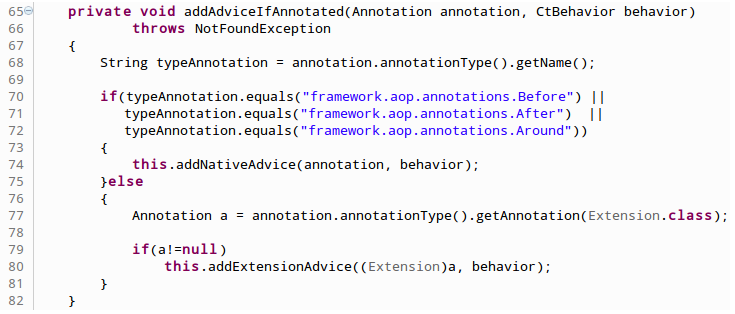 65 private void addAdviceIfAnnotated(Annotation annotation, CtBehavior behavior)
66 throws NotFoundException
67 {
68 String typeAnnotation = annotation.annotationType().getName();
69
70 if(typeAnnotation.equals("framework.aop.annotations.Before") ||
71 typeAnnotation.equals("framework.aop.annotations.After") ||
72 typeAnnotation.equals("framework.aop.annotations.Around"))
73 {
74 this.addNativeAdvice(annotation, behavior);
75 }else
76 {
77 Annotation a = annotation.annotationType().getAnnotation(Extension.class);
78
79 if(a!=null)
80 this.addExtensionAdvice((Extension)a, behavior);
81 }
82 }